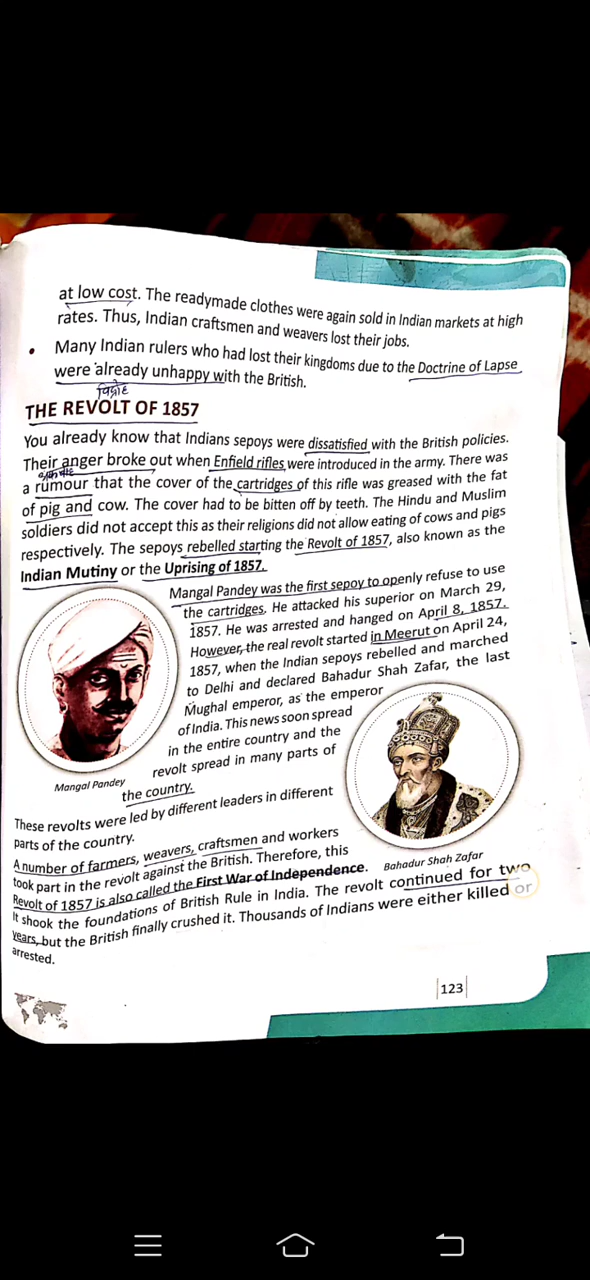 at low cost. The readymade clothes were again sold in Indian markets at high
rates. Thus, Indian craftsmen and weavers lost their jobs.
• Many Indian rulers who had lost their kingdoms due to the Doctrine of Lapse
were already unhappy with the British.
विद्रोह
THE REVOLT OF 1857
You already know that Indians sepoys were dissatisfied with the British policies.
Their anger broke out when Enfield rifles were introduced in the army. There was
a rumour that the cover of the cartridges of this rifle was greased with the fat
of pig and cow. The cover had to be bitten off by teeth. The Hindu and Muslim
soldiers did not accept this as their religions did not allow eating of cows and pigs
respectively. The sepoys rebelled starting the Revolt of 1857, also known as the
Indian Mutiny or the Uprising of 1857.
Mangal Pandey was the first sepoy to openly refuse to use
the cartridges. He attacked his superior on March 29,
1857. He was arrested and hanged on April 8, 1857.
However, the real revolt started in Meerut on April 24,
1857, when the Indian sepoys rebelled and marched
to Delhi and declared Bahadur Shah Zafar, the last
Mughal emperor, as the emperor
of India. This news soon spread
in the entire country and the
revolt spread in many parts of
the country.
Mangal Pandey
These revolts were led by different leaders in different
parts of the country.
A number of farmers, weavers, craftsmen and workers
took part in the revolt against the British. Therefore, this
Revolt of 1857 is also called the First War of Independence.
Bahadur Shah Zafar
It shook the foundations of British Rule in India. The revolt continued for two
years, but the British finally crushed it. Thousands of Indians were either killed or
arrested.
123